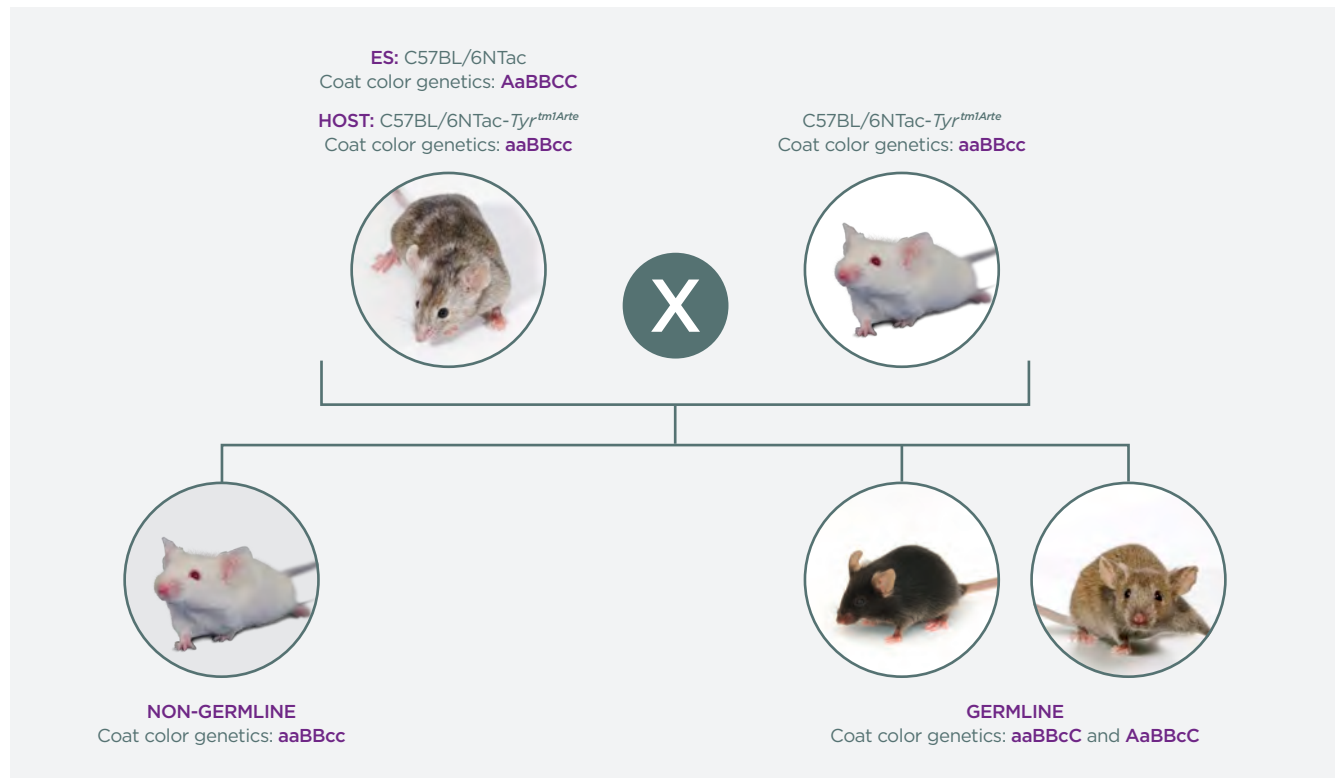 ES: C57BL/6NTac
Coat color genetics: AaBBCC
HOST: C57BL/6NTac-Tyrtm1Arte
Coat color genetics: aaBBcc
C57BL/6NTac-Tyrtm1Arte
Coat color genetics: aaBBcc
X
NON-GERMLINE
Coat color genetics: aaBBcc
GERMLINE
Coat color genetics: aaBBcC and AaBBcC